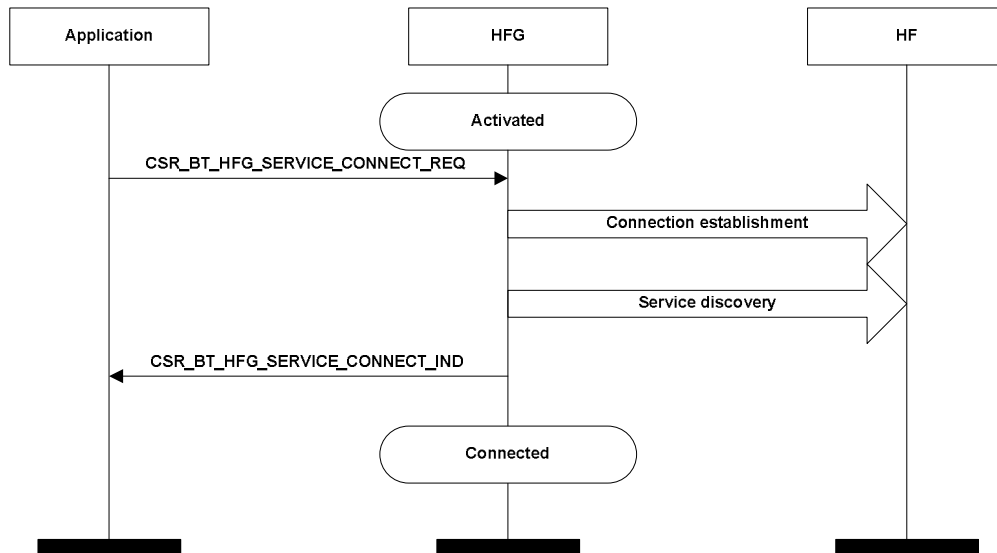 Application
HFG
HF
Activated
CSR_BT_HFG_SERVICE_CONNECT_REQ
Connection establishment
Service discovery
CSR_BT_HFG_SERVICE_CONNECT_IND
Connected